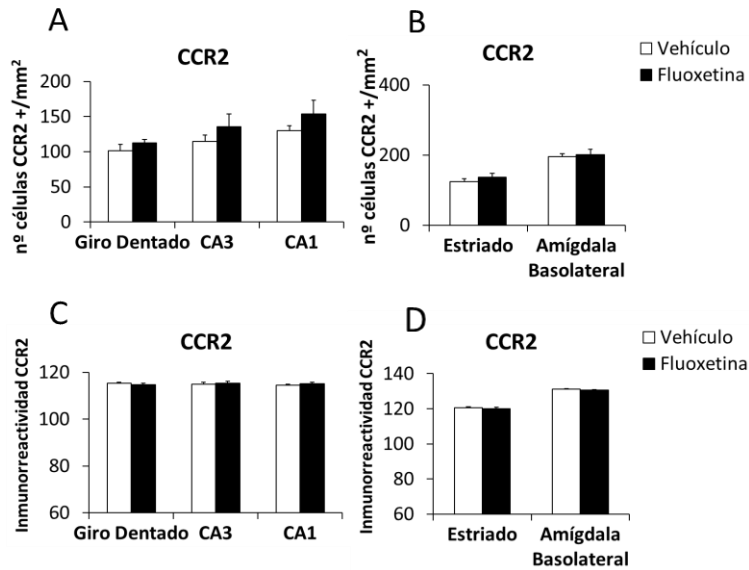 A
CCR2
nº células CCR2 +/mm²
200
150
100
50
0
Giro Dentado
CA3
CA1
B
CCR2
nº células CCR2 +/mm²
400
200
0
Estriado
Amígdala
Basolateral
Vehículo
Fluoxetina
C
CCR2
Inmunorreactividad CCR2
120
100
80
60
Giro Dentado
CA3
CA1
D
CCR2
Inmunorreactividad CCR2
140
120
100
80
60
Estriado
Amígdala
Basolateral
Vehículo
Fluoxetina